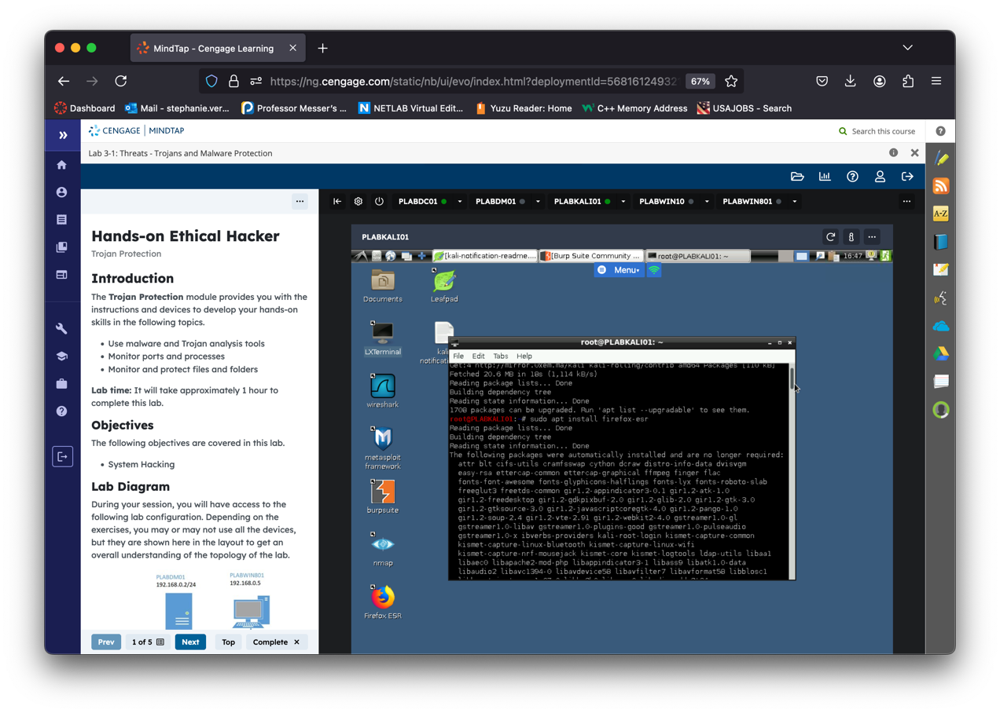 MindTap - Cengage Learning
https://ng.cengage.com/static/nb/ui/evo/index.html?deploymentId=56816124932
67%
Dashboard
Mail - stephanie.ver...
Professor Messer's ...
NETLAB Virtual Edit...
Yuzu Reader: Home
C++ Memory Address
USAJOBS - Search
CENGAGE | MINDTAP
Search this course
Lab 3-1: Threats - Trojans and Malware Protection
PLABDC01
PLABDM01
PLABKALI01
PLABWIN10
PLABWIN801
Hands-on Ethical Hacker
Trojan Protection
Introduction
The Trojan Protection module provides you with the
instructions and devices to develop your hands-on
skills in the following topics.
• Use malware and Trojan analysis tools
• Monitor ports and processes
• Monitor and protect files and folders
Lab time: It will take approximately 1 hour to
complete this lab.
Objectives
The following objectives are covered in this lab.
• System Hacking
Lab Diagram
During your session, you will have access to the
following lab configuration. Depending on the
exercises, you may or may not use all the devices,
but they are shown here in the layout to get an
overall understanding of the topology of the lab.
PLABDM01
192.168.0.2/24
PLABWIN801
192.168.0.5
Prev
1 of 5
Next
Top
Complete
PLABKALI01
[kali-notification-readme....
[Burp Suite Community ...
root@PLABKALI01: ~
16:47
Menu
Documents
Leafpad
LXTerminal
kali
notificatio
wireshark
metasploit
framework
burpsuite
nmap
Firefox ESR
A-Z
root@PLABKALI01: ~
File Edit Tabs Help
Get:4 http://mirror.0xem.ma/kali kali-rolling/contrib amd64 Packages [110 kB]
Fetched 20.6 MB in 18s (1,114 kB/s)
Reading package lists... Done
Building dependency tree
Reading state information... Done
1708 packages can be upgraded. Run 'apt list --upgradable' to see them.
root@PLABKALI01: # sudo apt install firefox-esr
Reading package lists... Done
Building dependency tree
Reading state information... Done
The following packages were automatically installed and are no longer required:
attr blt cifs-utils cramfsswap cython dcraw distro-info-data dvisvgm
easy-rsa ettercap-common ettercap-graphical ffmpeg finger flac
fonts-font-awesome fonts-glyphicons-halflings fonts-lyx fonts-roboto-slab
freeglut3 freetds-common gir1.2-appindicator3-0.1 gir1.2-atk-1.0
gir1.2-freedesktop gir1.2-gdkpixbuf-2.0 gir1.2-glib-2.0 gir1.2-gtk-3.0
gir1.2-gtksource-3.0 gir1.2-javascriptcoregtk-4.0 gir1.2-pango-1.0
gir1.2-soup-2.4 gir1.2-vte-2.91 gir1.2-webkit2-4.0 gstreamer1.0-gl
gstreamer1.0-libav gstreamer1.0-plugins-good gstreamer1.0-pulseaudio
gstreamer1.0-x ibverbs-providers kali-root-login kismet-capture-common
kismet-capture-linux-bluetooth kismet-capture-linux-wifi
kismet-capture-nrf-mousejack kismet-core kismet-logtools ldap-utils libaa1
libaec0 libapache2-mod-php libappindicator3-1 libass9 libatk1.0-data
libaudio2 libavc1394-0 libavdevice58 libavfilter7 libavformat58 libblosc1